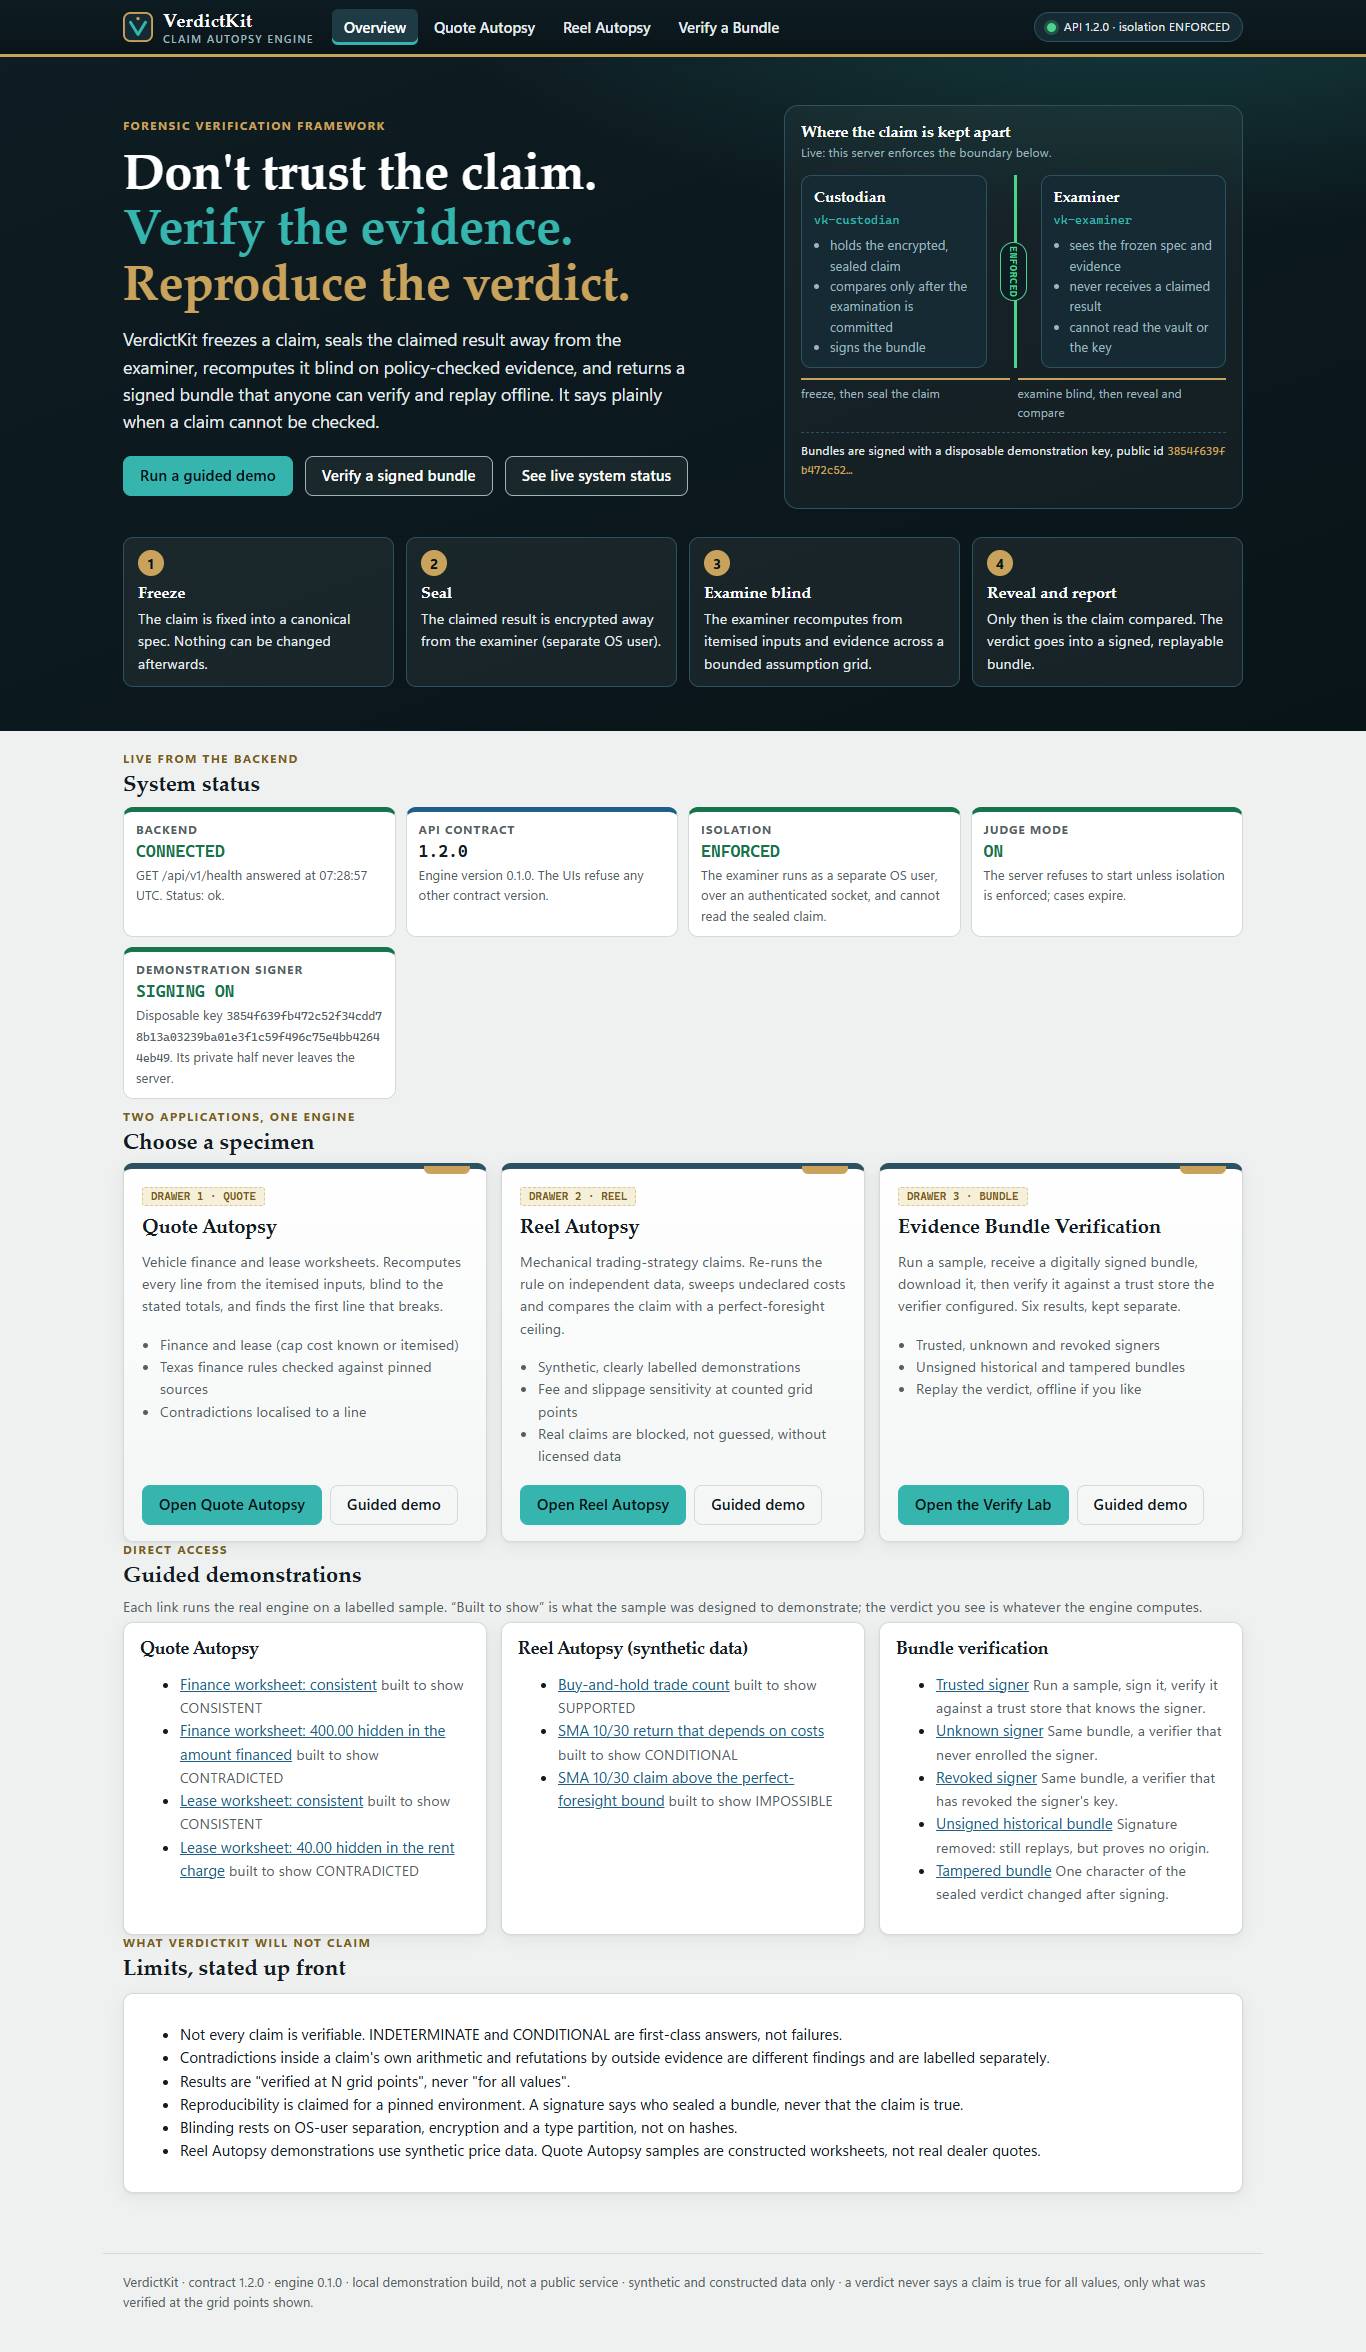 VerdictKit
CLAIM AUTOPSY ENGINE
Overview
Quote Autopsy
Reel Autopsy
Verify a Bundle
API 1.2.0 · isolation ENFORCED
FORENSIC VERIFICATION FRAMEWORK
Don't trust the claim.
Verify the evidence.
Reproduce the verdict.
VerdictKit freezes a claim, seals the claimed result away from the
examiner, recomputes it blind on policy-checked evidence, and returns a
signed bundle that anyone can verify and replay offline. It says plainly
when a claim cannot be checked.
Run a guided demo
Verify a signed bundle
See live system status
Where the claim is kept apart
Live: this server enforces the boundary below.
Custodian
vk-custodian
• holds the encrypted,
sealed claim
• compares only after the
examination is
committed
• signs the bundle
ENFORCED
Examiner
vk-examiner
• sees the frozen spec and
evidence
• never receives a claimed
result
• cannot read the vault or
the key
freeze, then seal the claim
examine blind, then reveal and
compare
Bundles are signed with a disposable demonstration key, public id 3854f639f
b472c52…
1
Freeze
The claim is fixed into a canonical
spec. Nothing can be changed
afterwards.
2
Seal
The claimed result is encrypted away
from the examiner (separate OS user).
3
Examine blind
The examiner recomputes from
itemised inputs and evidence across a
bounded assumption grid.
4
Reveal and report
Only then is the claim compared. The
verdict goes into a signed, replayable
bundle.
LIVE FROM THE BACKEND
System status
BACKEND
CONNECTED
GET /api/v1/health answered at 07:28:57
UTC. Status: ok.
API CONTRACT
1.2.0
Engine version 0.1.0. The UIs refuse any
other contract version.
ISOLATION
ENFORCED
The examiner runs as a separate OS user,
over an authenticated socket, and cannot
read the sealed claim.
JUDGE MODE
ON
The server refuses to start unless isolation
is enforced; cases expire.
DEMONSTRATION SIGNER
SIGNING ON
Disposable key 3854f639fb472c52f34cdd7
8b13a03239ba01e3f1c59f496c75e4bb4264
4eb49. Its private half never leaves the
server.
TWO APPLICATIONS, ONE ENGINE
Choose a specimen
DRAWER 1 · QUOTE
Quote Autopsy
Vehicle finance and lease worksheets. Recomputes
every line from the itemised inputs, blind to the
stated totals, and finds the first line that breaks.
• Finance and lease (cap cost known or itemised)
• Texas finance rules checked against pinned
sources
• Contradictions localised to a line
Open Quote Autopsy
Guided demo
DRAWER 2 · REEL
Reel Autopsy
Mechanical trading-strategy claims. Re-runs the
rule on independent data, sweeps undeclared costs
and compares the claim with a perfect-foresight
ceiling.
• Synthetic, clearly labelled demonstrations
• Fee and slippage sensitivity at counted grid
points
• Real claims are blocked, not guessed, without
licensed data
Open Reel Autopsy
Guided demo
DRAWER 3 · BUNDLE
Evidence Bundle Verification
Run a sample, receive a digitally signed bundle,
download it, then verify it against a trust store the
verifier configured. Six results, kept separate.
• Trusted, unknown and revoked signers
• Unsigned historical and tampered bundles
• Replay the verdict, offline if you like
Open the Verify Lab
Guided demo
DIRECT ACCESS
Guided demonstrations
Each link runs the real engine on a labelled sample. “Built to show” is what the sample was designed to demonstrate; the verdict you see is whatever the engine computes.
Quote Autopsy
• Finance worksheet: consistent built to show
CONSISTENT
• Finance worksheet: 400.00 hidden in the
amount financed built to show
CONTRADICTED
• Lease worksheet: consistent built to show
CONSISTENT
• Lease worksheet: 40.00 hidden in the rent
charge built to show CONTRADICTED
Reel Autopsy (synthetic data)
• Buy-and-hold trade count built to show
SUPPORTED
• SMA 10/30 return that depends on costs
built to show CONDITIONAL
• SMA 10/30 claim above the perfect-
foresight bound built to show IMPOSSIBLE
Bundle verification
• Trusted signer Run a sample, sign it, verify it
against a trust store that knows the signer.
• Unknown signer Same bundle, a verifier that
never enrolled the signer.
• Revoked signer Same bundle, a verifier that
has revoked the signer's key.
• Unsigned historical bundle Signature
removed: still replays, but proves no origin.
• Tampered bundle One character of the
sealed verdict changed after signing.
WHAT VERDICTKIT WILL NOT CLAIM
Limits, stated up front
• Not every claim is verifiable. INDETERMINATE and CONDITIONAL are first-class answers, not failures.
• Contradictions inside a claim's own arithmetic and refutations by outside evidence are different findings and are labelled separately.
• Results are "verified at N grid points", never "for all values".
• Reproducibility is claimed for a pinned environment. A signature says who sealed a bundle, never that the claim is true.
• Blinding rests on OS-user separation, encryption and a type partition, not on hashes.
• Reel Autopsy demonstrations use synthetic price data. Quote Autopsy samples are constructed worksheets, not real dealer quotes.
VerdictKit · contract 1.2.0 · engine 0.1.0 · local demonstration build, not a public service · synthetic and constructed data only · a verdict never says a claim is true for all values, only what was
verified at the grid points shown.